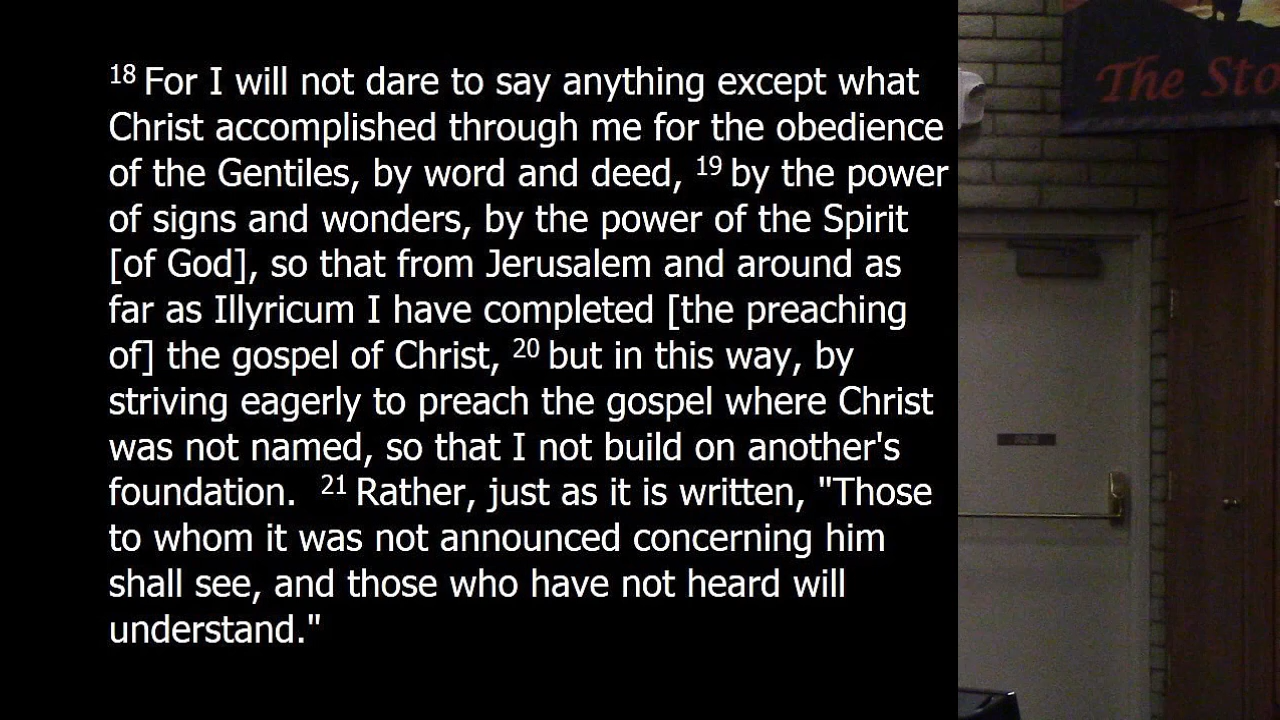 18 For I will not dare to say anything except what
Christ accomplished through me for the obedience
of the Gentiles, by word and deed, 19 by the power
of signs and wonders, by the power of the Spirit
[of God], so that from Jerusalem and around as
far as Illyricum I have completed [the preaching
of] the gospel of Christ, 20 but in this way, by
striving eagerly to preach the gospel where Christ
was not named, so that I not build on another's
foundation.  21 Rather, just as it is written, "Those
to whom it was not announced concerning him
shall see, and those who have not heard will
understand."
The Sto